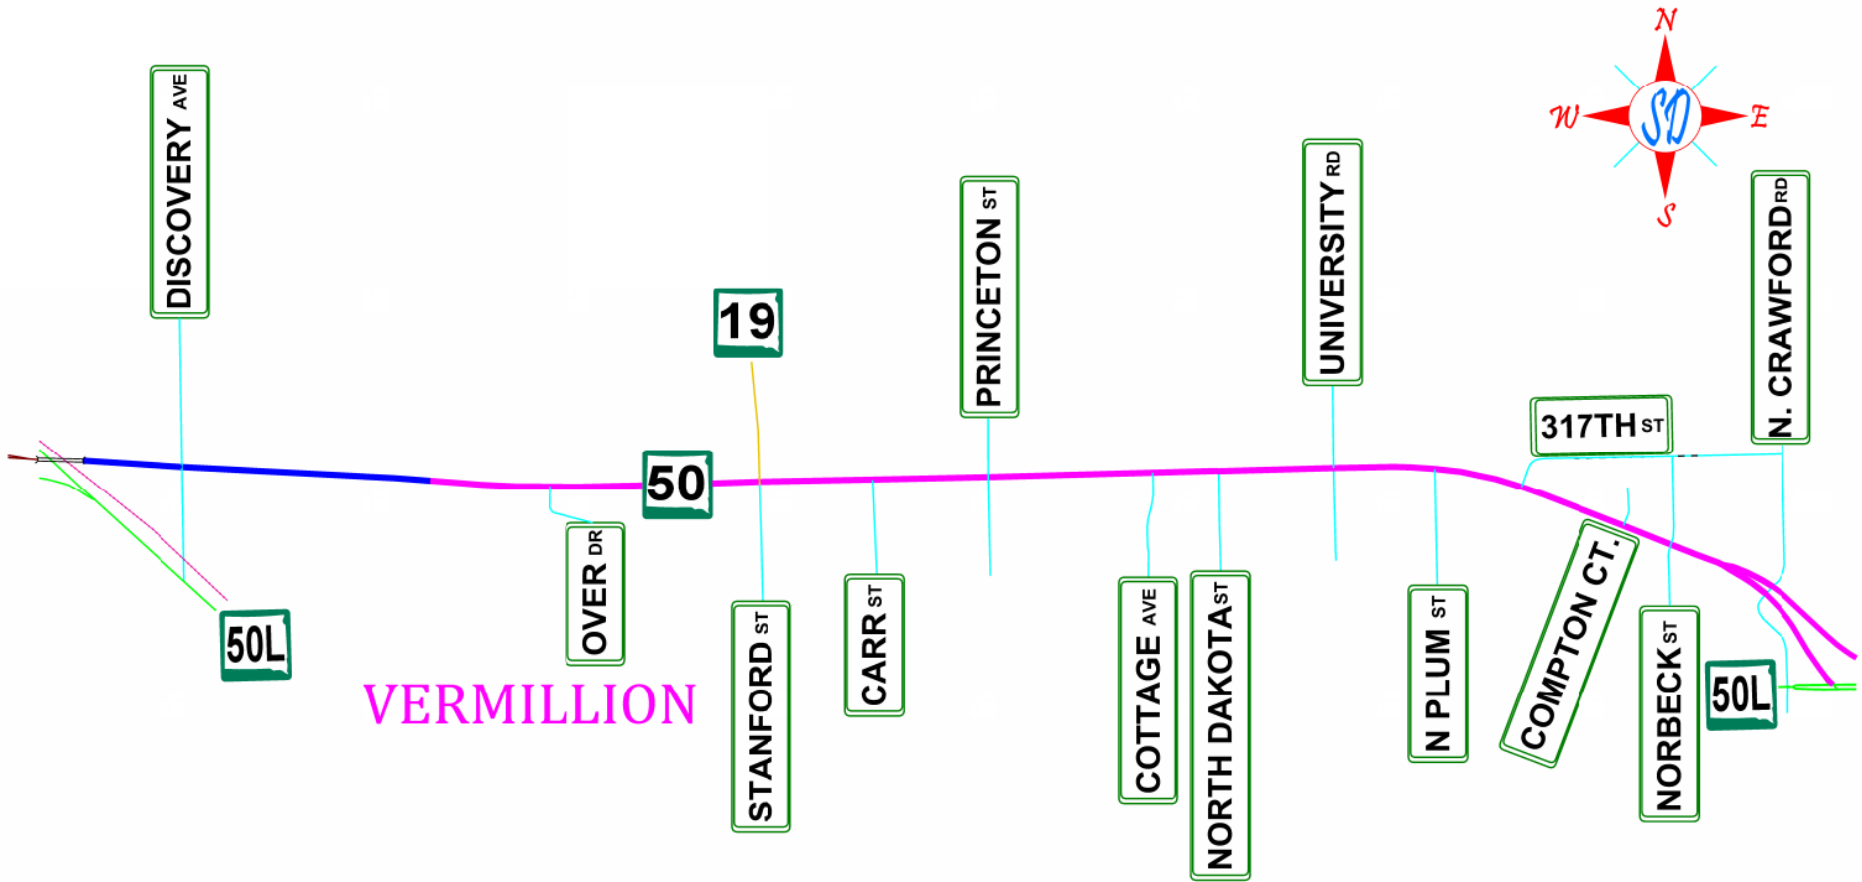 N
W
SD
E
S
DISCOVERY AVE
UNIVERSITY RD
N. CRAWFORD RD
PRINCETON ST
19
317TH ST
50
OVER DR
50L
VERMILLION
STANFORD ST
CARR ST
COTTAGE AVE
NORTH DAKOTA ST
N PLUM ST
COMPTON CT.
NORBECK ST
50L